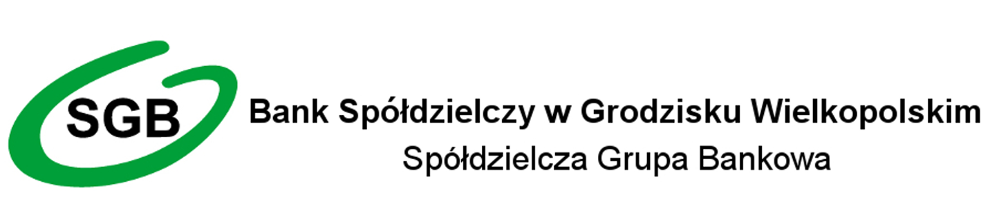 SGB
Bank Spółdzielczy w Grodzisku Wielkopolskim
Spółdzielcza Grupa Bankowa